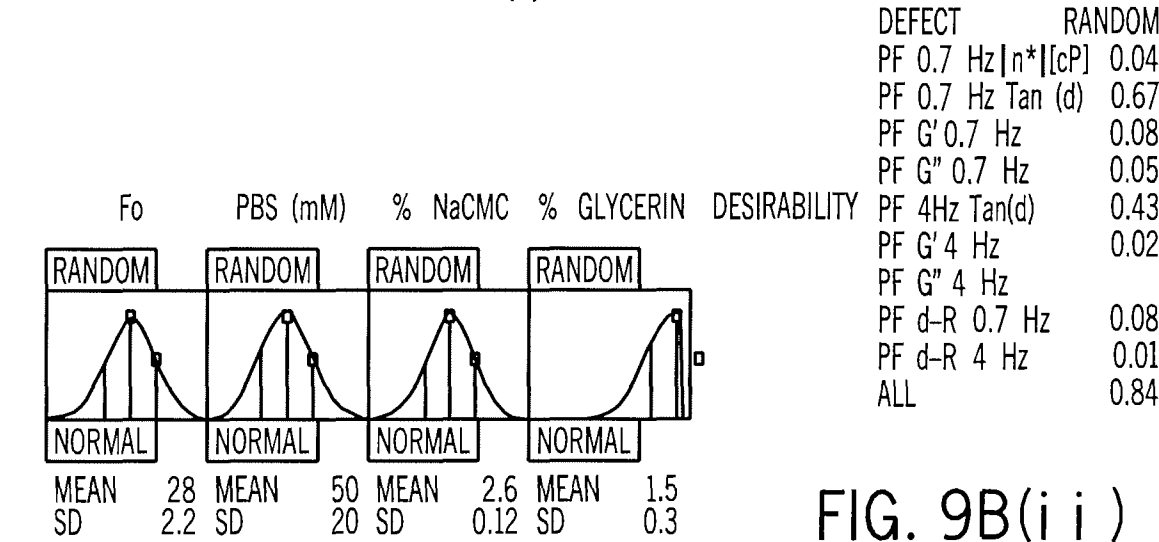 DEFECT RANDOM
PF 0.7 Hz|n*|[cP] 0.04
PF 0.7 Hz Tan (d) 0.67
PF G' 0.7 Hz 0.08
PF G" 0.7 Hz 0.05
PF 4Hz Tan(d) 0.43
PF G' 4 Hz 0.02
PF G" 4 Hz
PF d-R 0.7 Hz 0.08
PF d-R 4 Hz 0.01
ALL 0.84
Fo PBS (mM) % NaCMC % GLYCERIN DESIRABILITY
RANDOM RANDOM RANDOM RANDOM
NORMAL NORMAL NORMAL NORMAL
MEAN 28 MEAN 50 MEAN 2.6 MEAN 1.5
SD 2.2 SD 20 SD 0.12 SD 0.3
FIG. 9B(i i )